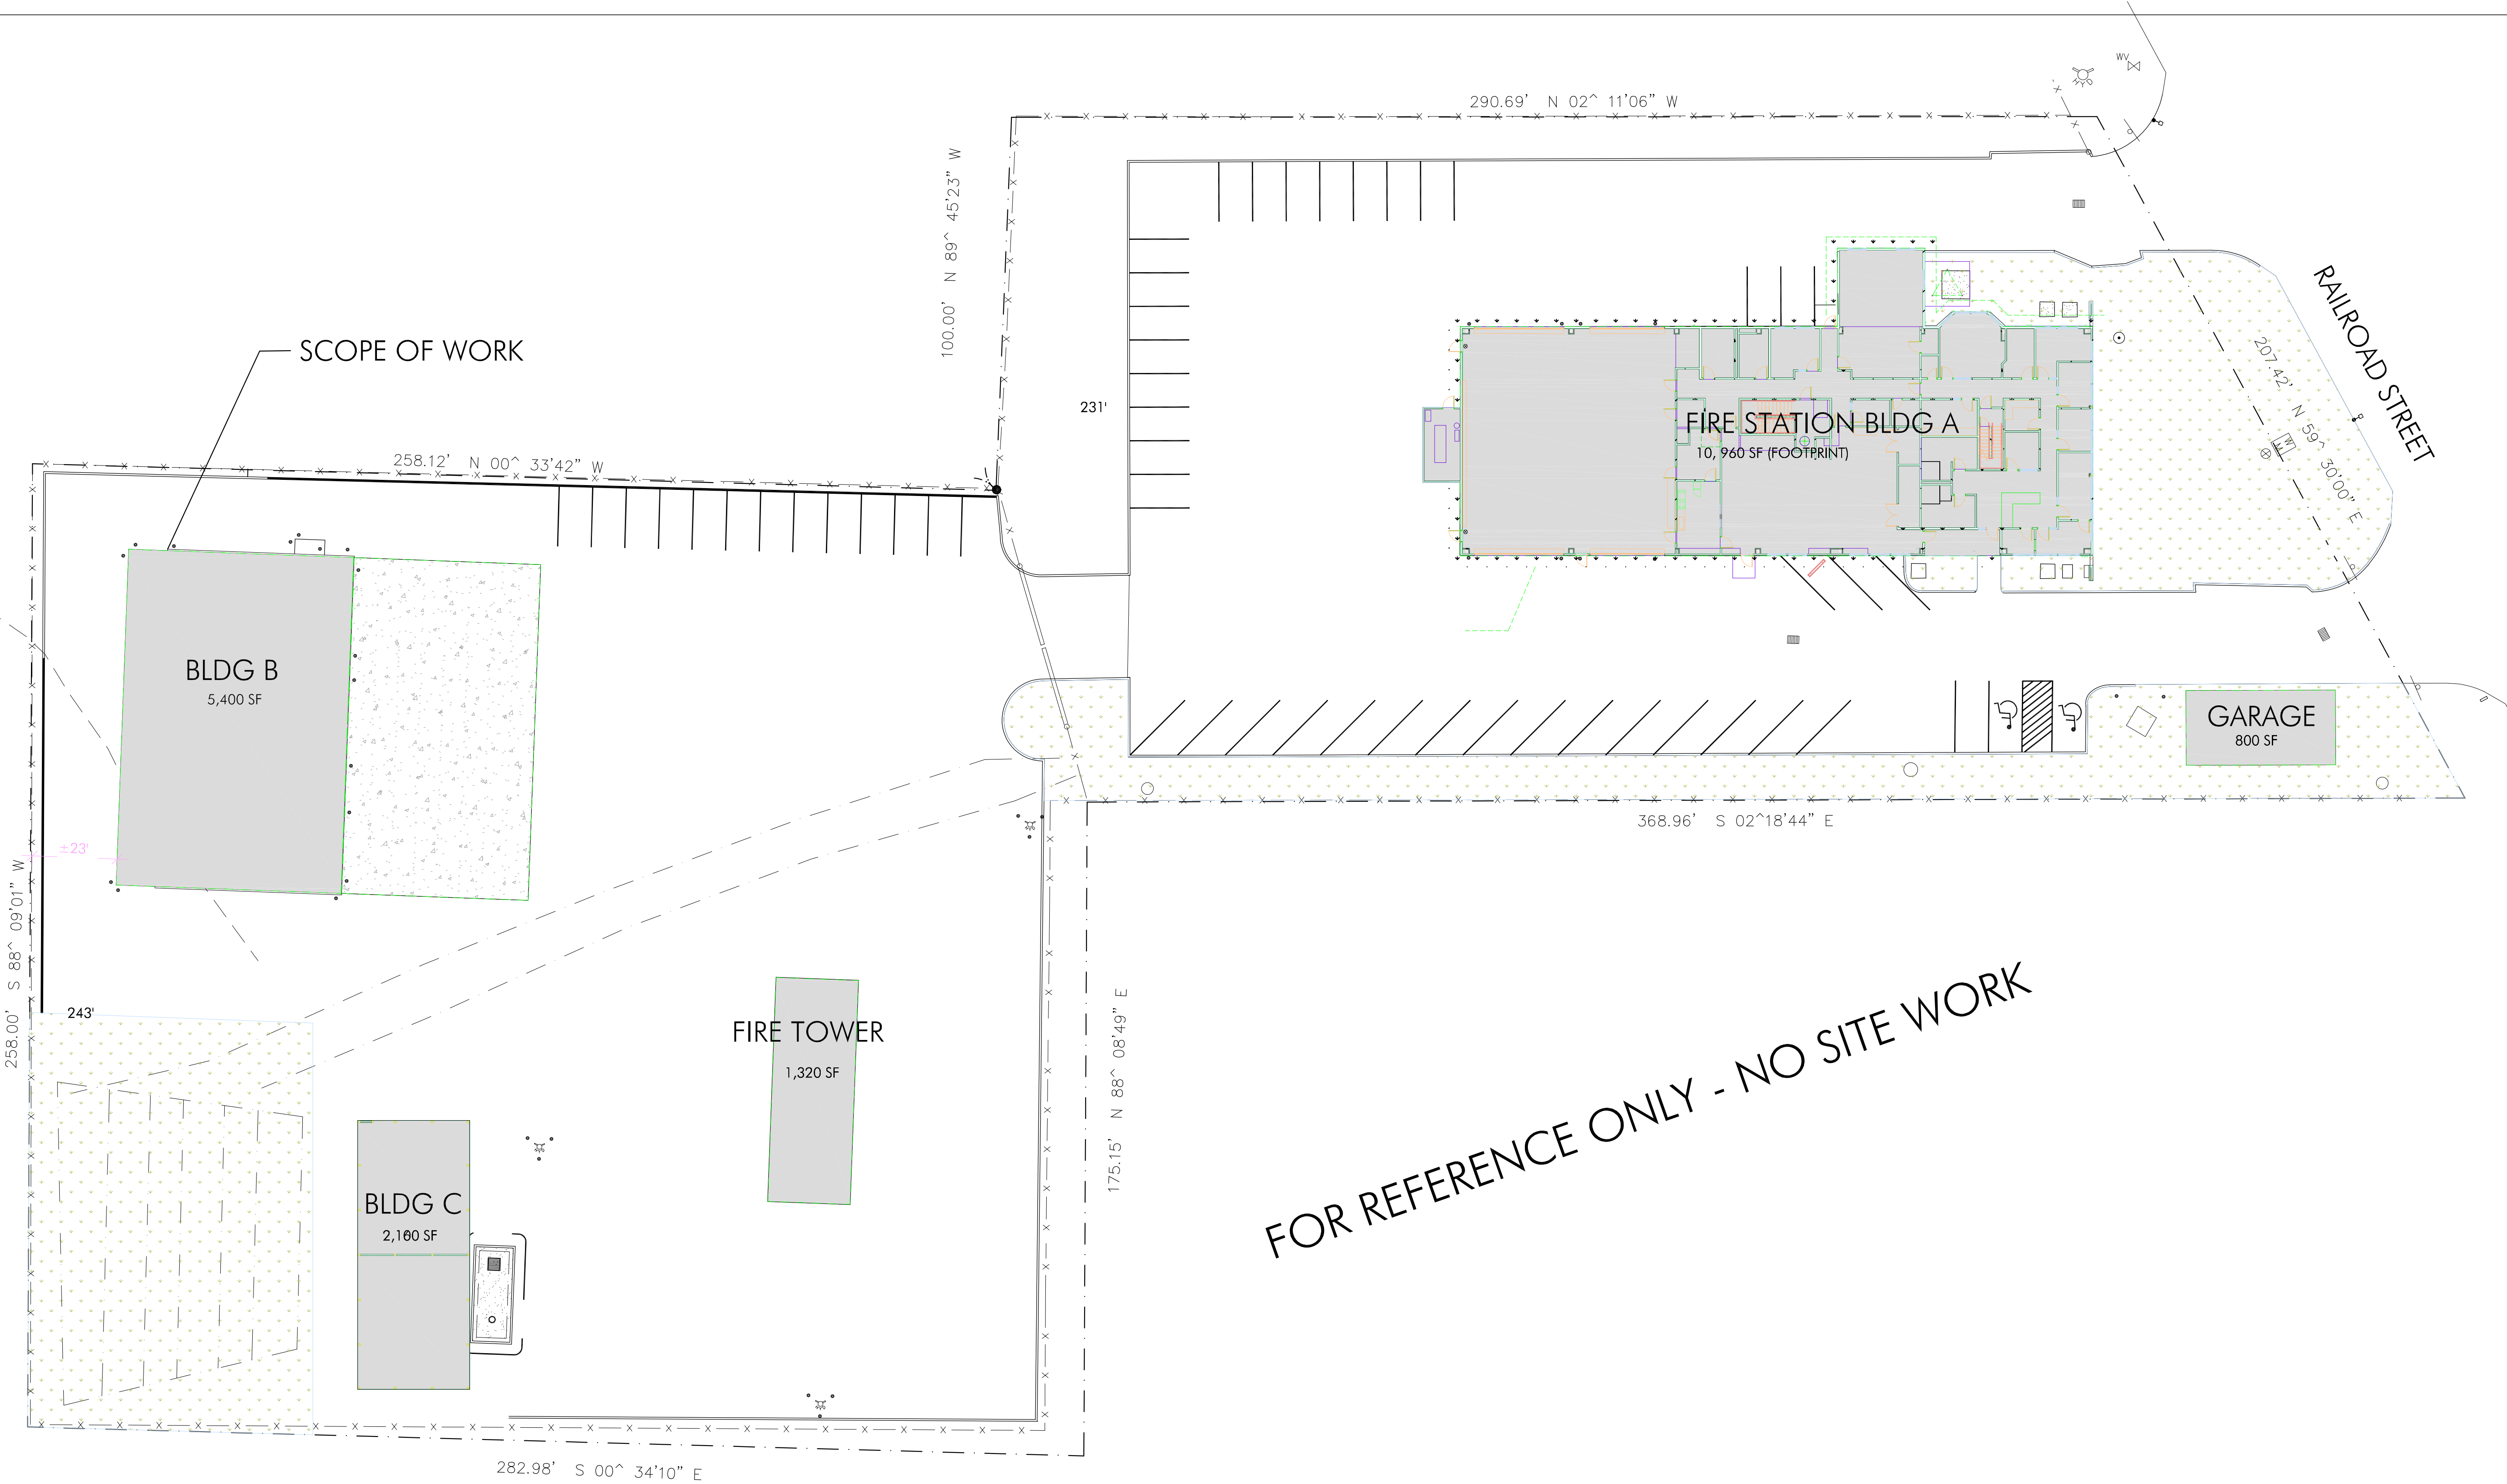 WV
290.69' N 02^ 11'06" W
100.00' N 89^ 45'23" W
RAILROAD STREET
SCOPE OF WORK
207.42' N 59^ 30'00" E
231'
FIRE STATION BLDG A
10, 960 SF (FOOTPRINT)
258.12' N 00^ 33'42" W
BLDG B
5,400 SF
GARAGE
800 SF
368.96' S 02^18'44" E
±23'
258.00' S 88^ 09'01" W
243'
FIRE TOWER
1,320 SF
175.15' N 88^ 08'49" E
FOR REFERENCE ONLY - NO SITE WORK
BLDG C
282.98' S 00^ 34'10" E